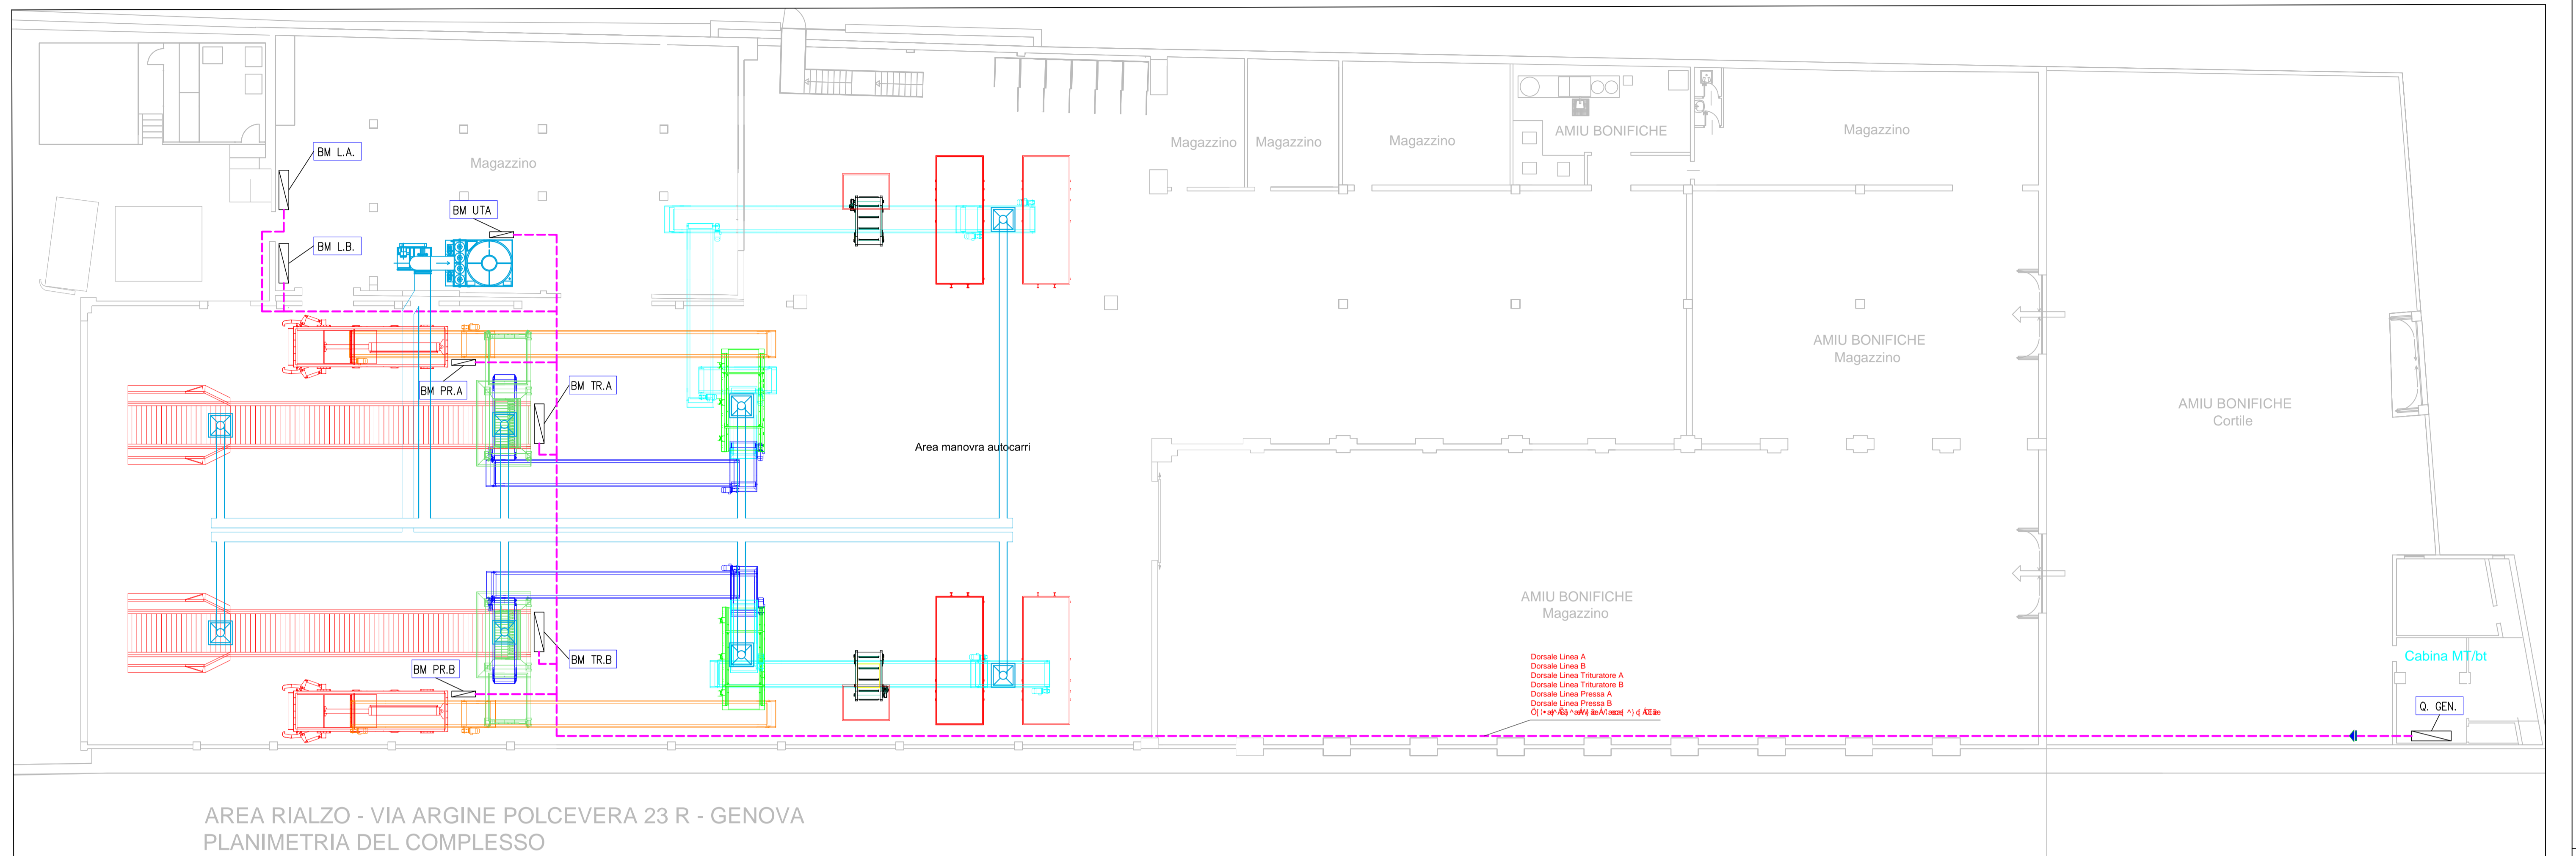 BM L.A.
Magazzino
BM UTA
BM L.B.
Magazzino
Magazzino
Magazzino
AMIU BONIFICHE
Magazzino
BM PR.A
BM TR.A
Area manovra autocarri
AMIU BONIFICHE
Magazzino
AMIU BONIFICHE
Cortile
AMIU BONIFICHE
Magazzino
BM TR.B
BM PR.B
Dorsale Linea A
Dorsale Linea B
Dorsale Linea Trituratore A
Dorsale Linea Trituratore B
Dorsale Linea Pressa A
Dorsale Linea Pressa B
Cabina MT/bt
Q. GEN.
AREA RIALZO - VIA ARGINE POLCEVERA 23 R - GENOVA
PLANIMETRIA DEL COMPLESSO